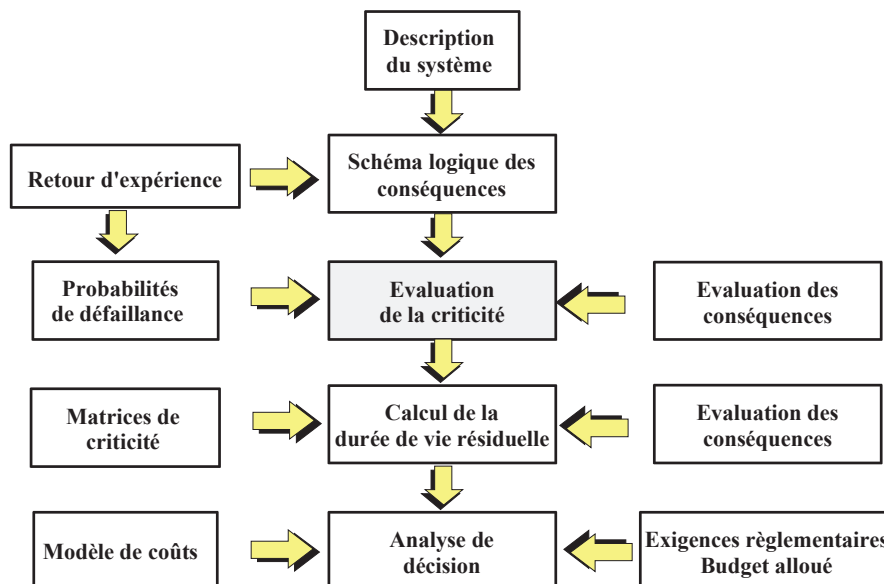 Description
du système
Retour d'expérience
Schéma logique des
conséquences
Probabilités
de défaillance
Evaluation
de la criticité
Evaluation des
conséquences
Matrices de
criticité
Calcul de la
durée de vie résiduelle
Evaluation des
conséquences
Modèle de coûts
Analyse de
décision
Exigences règlementaires
Budget alloué